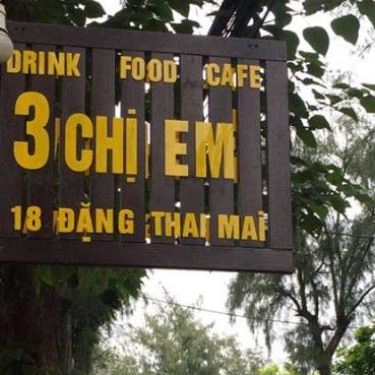 DRINK FOOD CAFE
3 CHỊ EM
18 ĐẶNG THAI MAI